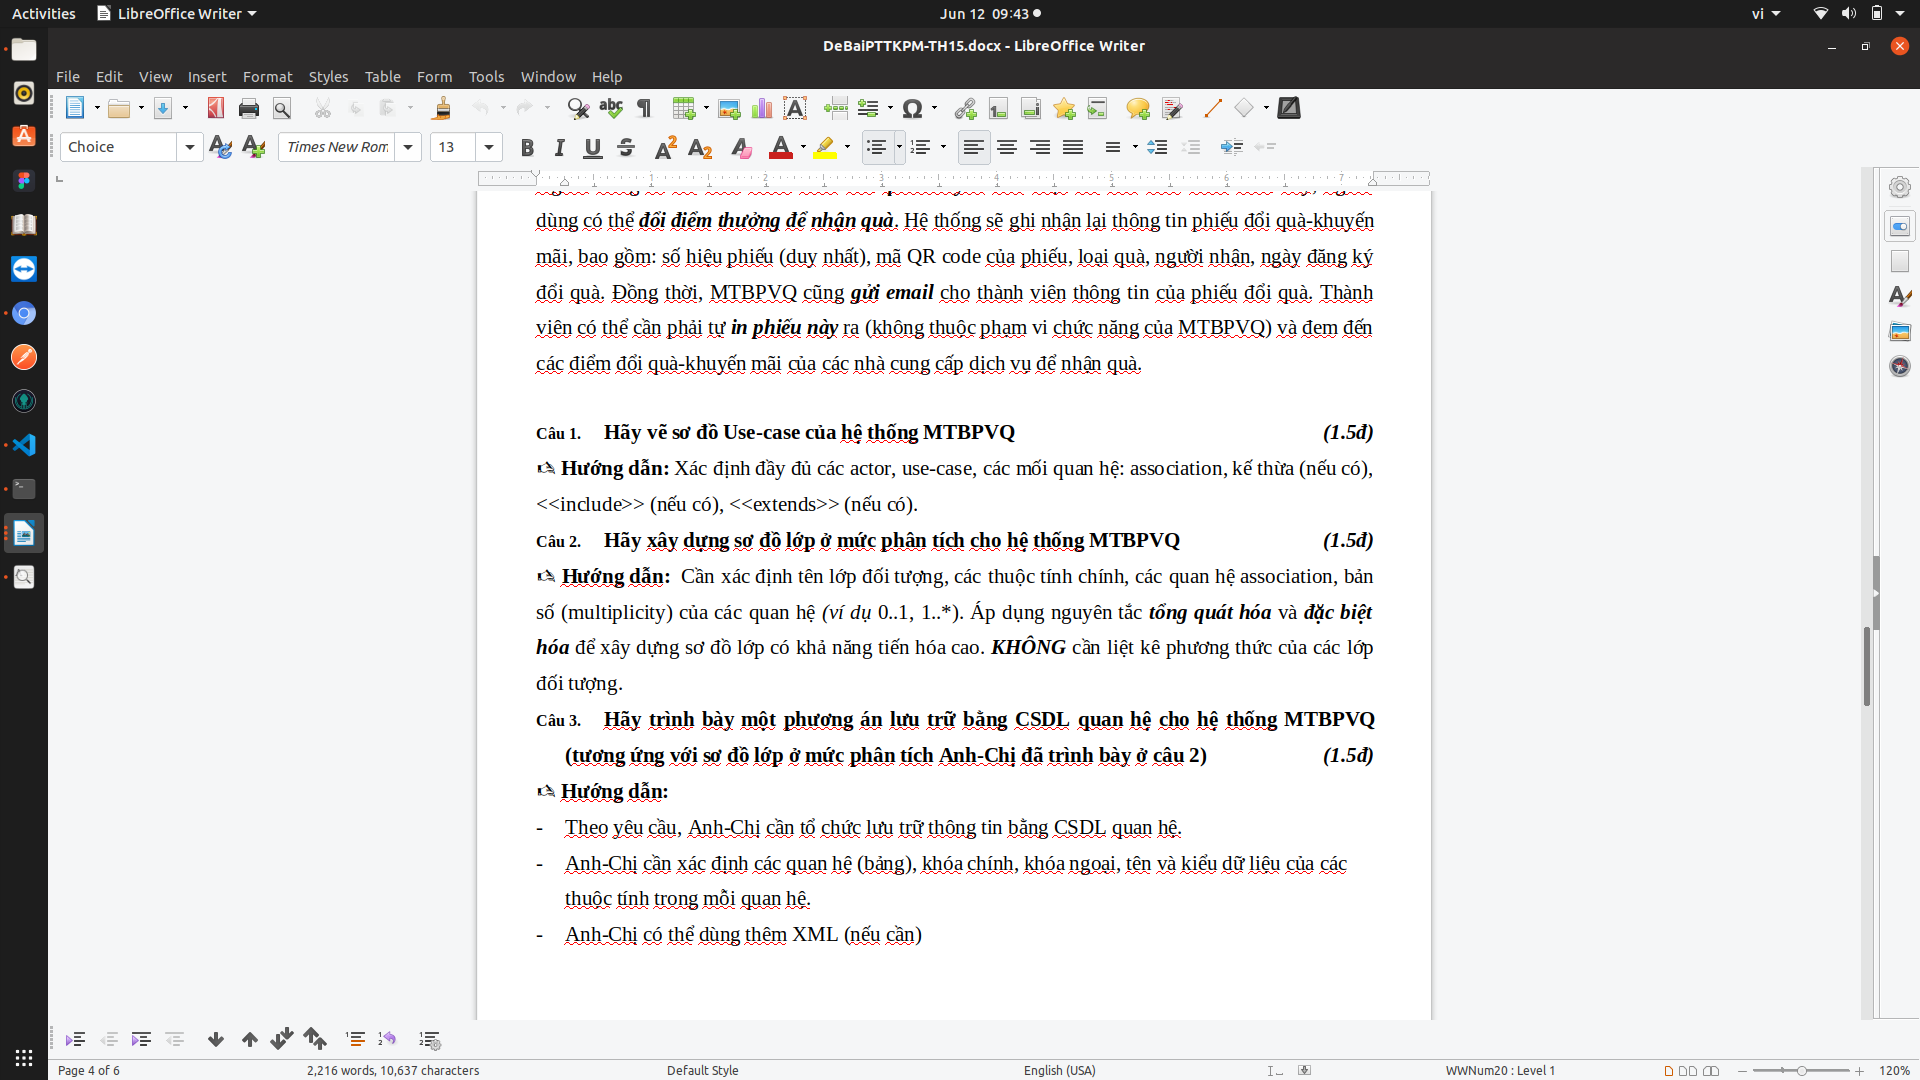 Activities LibreOffice Writer Jun 12 09:43 vi
DeBaiPTTKPM-TH15.docx - LibreOffice Writer
File Edit View Insert Format Styles Table Form Tools Window Help
Choice Times New Rom 13
1 2 3 4 5 6 7
dùng có thể đổi điểm thưởng để nhận quà. Hệ thống sẽ ghi nhận lại thông tin phiếu đổi quà-khuyến
mãi, bao gồm: số hiệu phiếu (duy nhất), mã QR code của phiếu, loại quà, người nhân, ngày đăng ký
đổi quà. Đồng thời, MTBPVQ cũng gửi email cho thành viên thông tin của phiếu đổi quà. Thành
viên có thể cần phải tự in phiếu này ra (không thuộc phạm vi chức năng của MTBPVQ) và đem đến
các điểm đổi quà-khuyến mãi của các nhà cung cấp dịch vụ để nhận quà.
Câu 1. Hãy vẽ sơ đồ Use-case của hệ thống MTBPVQ (1.5đ)
Hướng dẫn: Xác định đầy đủ các actor, use-case, các mối quan hệ: association, kế thừa (nếu có),
<<include>> (nếu có), <<extends>> (nếu có).
Câu 2. Hãy xây dựng sơ đồ lớp ở mức phân tích cho hệ thống MTBPVQ (1.5đ)
Hướng dẫn: Cần xác định tên lớp đối tượng, các thuộc tính chính, các quan hệ association, bản
số (multiplicity) của các quan hệ (ví dụ 0..1, 1..*). Áp dụng nguyên tắc tổng quát hóa và đặc biệt
hóa để xây dựng sơ đồ lớp có khả năng tiến hóa cao. KHÔNG cần liệt kê phương thức của các lớp
đối tượng.
Câu 3. Hãy trình bày một phương án lưu trữ bằng CSDL quan hệ cho hệ thống MTBPVQ
(tương ứng với sơ đồ lớp ở mức phân tích Anh-Chị đã trình bày ở câu 2) (1.5đ)
Hướng dẫn:
- Theo yêu cầu, Anh-Chị cần tổ chức lưu trữ thông tin bằng CSDL quan hệ.
- Anh-Chị cần xác định các quan hệ (bảng), khóa chính, khóa ngoại, tên và kiểu dữ liệu của các
thuộc tính trong mỗi quan hệ.
- Anh-Chị có thể dùng thêm XML (nếu cần)
Page 4 of 6 2,216 words, 10,637 characters Default Style English (USA) WWNum20 : Level 1 120%